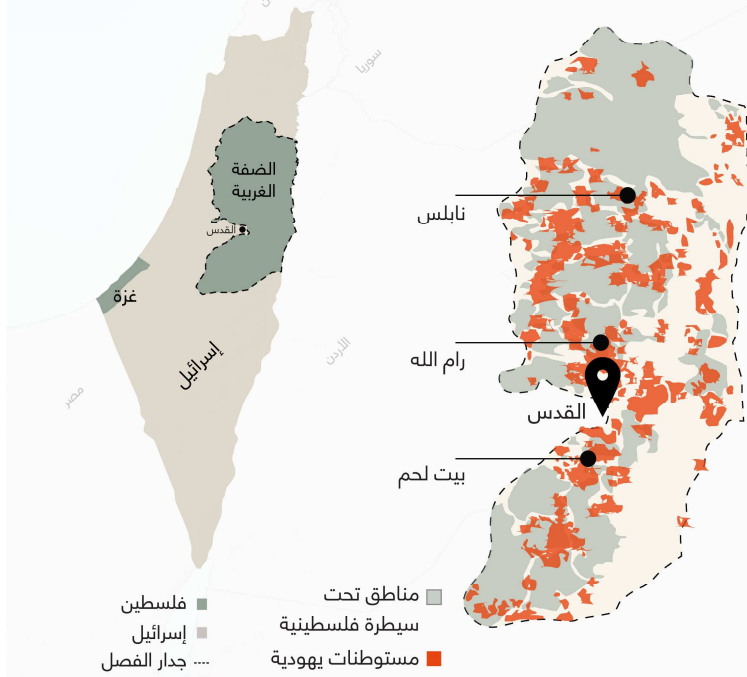 سوريا
الضفة
الغربية
القدس
غزة
إسرائيل
الأردن
مصر
نابلس
رام الله
القدس
بيت لحم
مناطق تحت
سيطرة فلسطينية
مستوطنات يهودية
فلسطين
إسرائيل
جدار الفصل